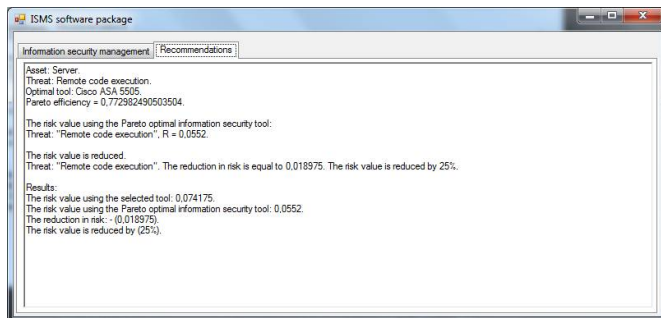 ISMS software package
Information security management
Recommendations
Asset: Server.
Threat: Remote code execution.
Optimal tool: Cisco ASA 5505.
Pareto efficiency = 0,772982490503504.
The risk value using the Pareto optimal information security tool:
Threat: "Remote code execution", R = 0,0552.
The risk value is reduced.
Threat: "Remote code execution". The reduction in risk is equal to 0,018975. The risk value is reduced by 25%.
Results:
The risk value using the selected tool: 0,074175.
The risk value using the Pareto optimal information security tool: 0,0552.
The reduction in risk: - (0,018975).
The risk value is reduced by (25%).